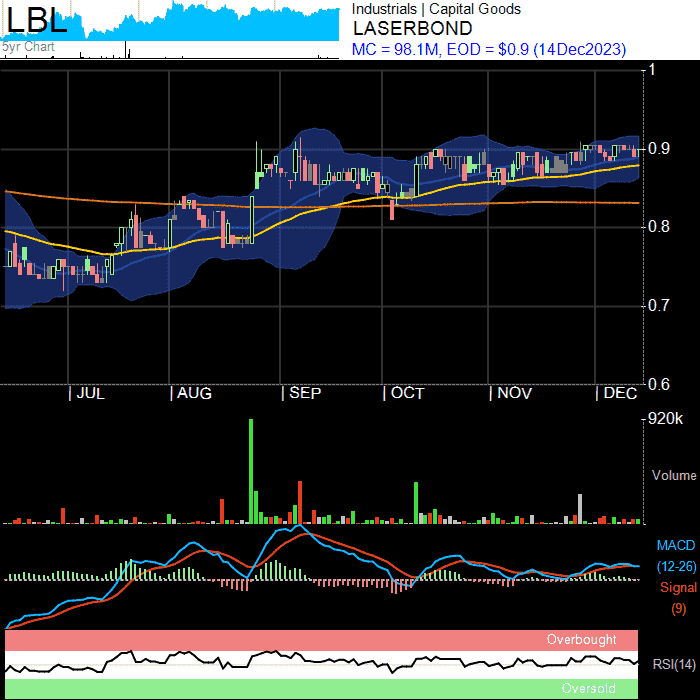 LBL
5yr Chart
Industrials | Capital Goods
LASERBOND
MC = 98.1M, EOD = $0.9 (14Dec2023)
1
0.9
0.8
0.7
0.6
JUL
AUG
SEP
OCT
NOV
DEC
920k
Volume
MACD
(12-26)
Signal
(9)
Overbought
RSI(14)
Oversold